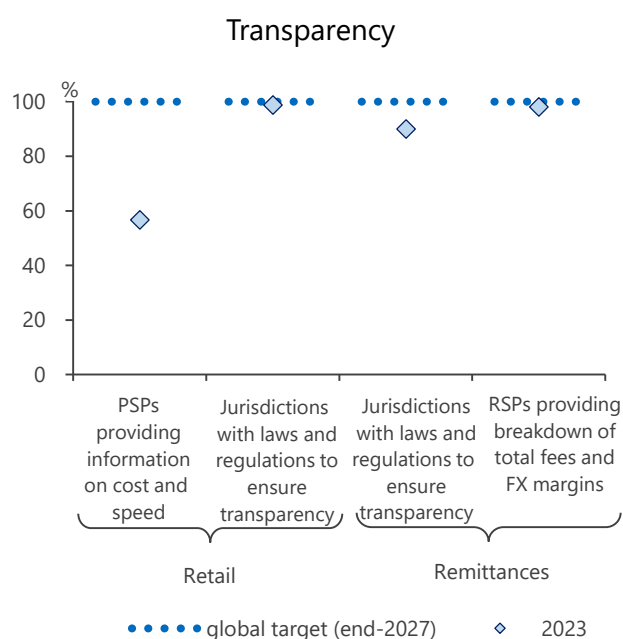 Transparency
%
100
80
60
40
20
0
PSPs
providing
information
on cost and
speed
Jurisdictions
with laws and
regulations to
ensure
transparency
Jurisdictions
with laws and
regulations to
ensure
transparency
RSPs providing
breakdown of
total fees and
FX margins
Retail
Remittances
global target (end-2027)
2023